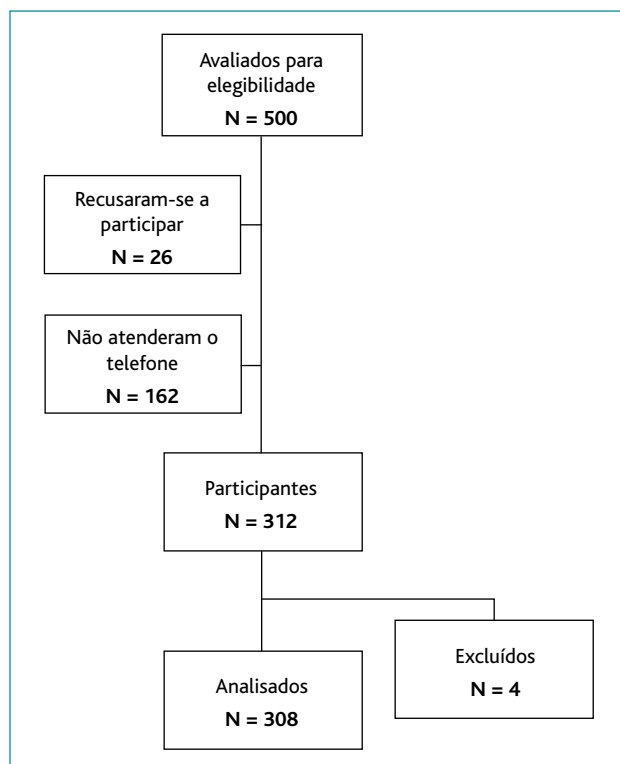 Avaliados para
elegibilidade
N = 500
Recusaram-se a
participar
N = 26
Não atenderam o
telefone
N = 162
Participantes
N = 312
Excluídos
N = 4
Analisados
N = 308